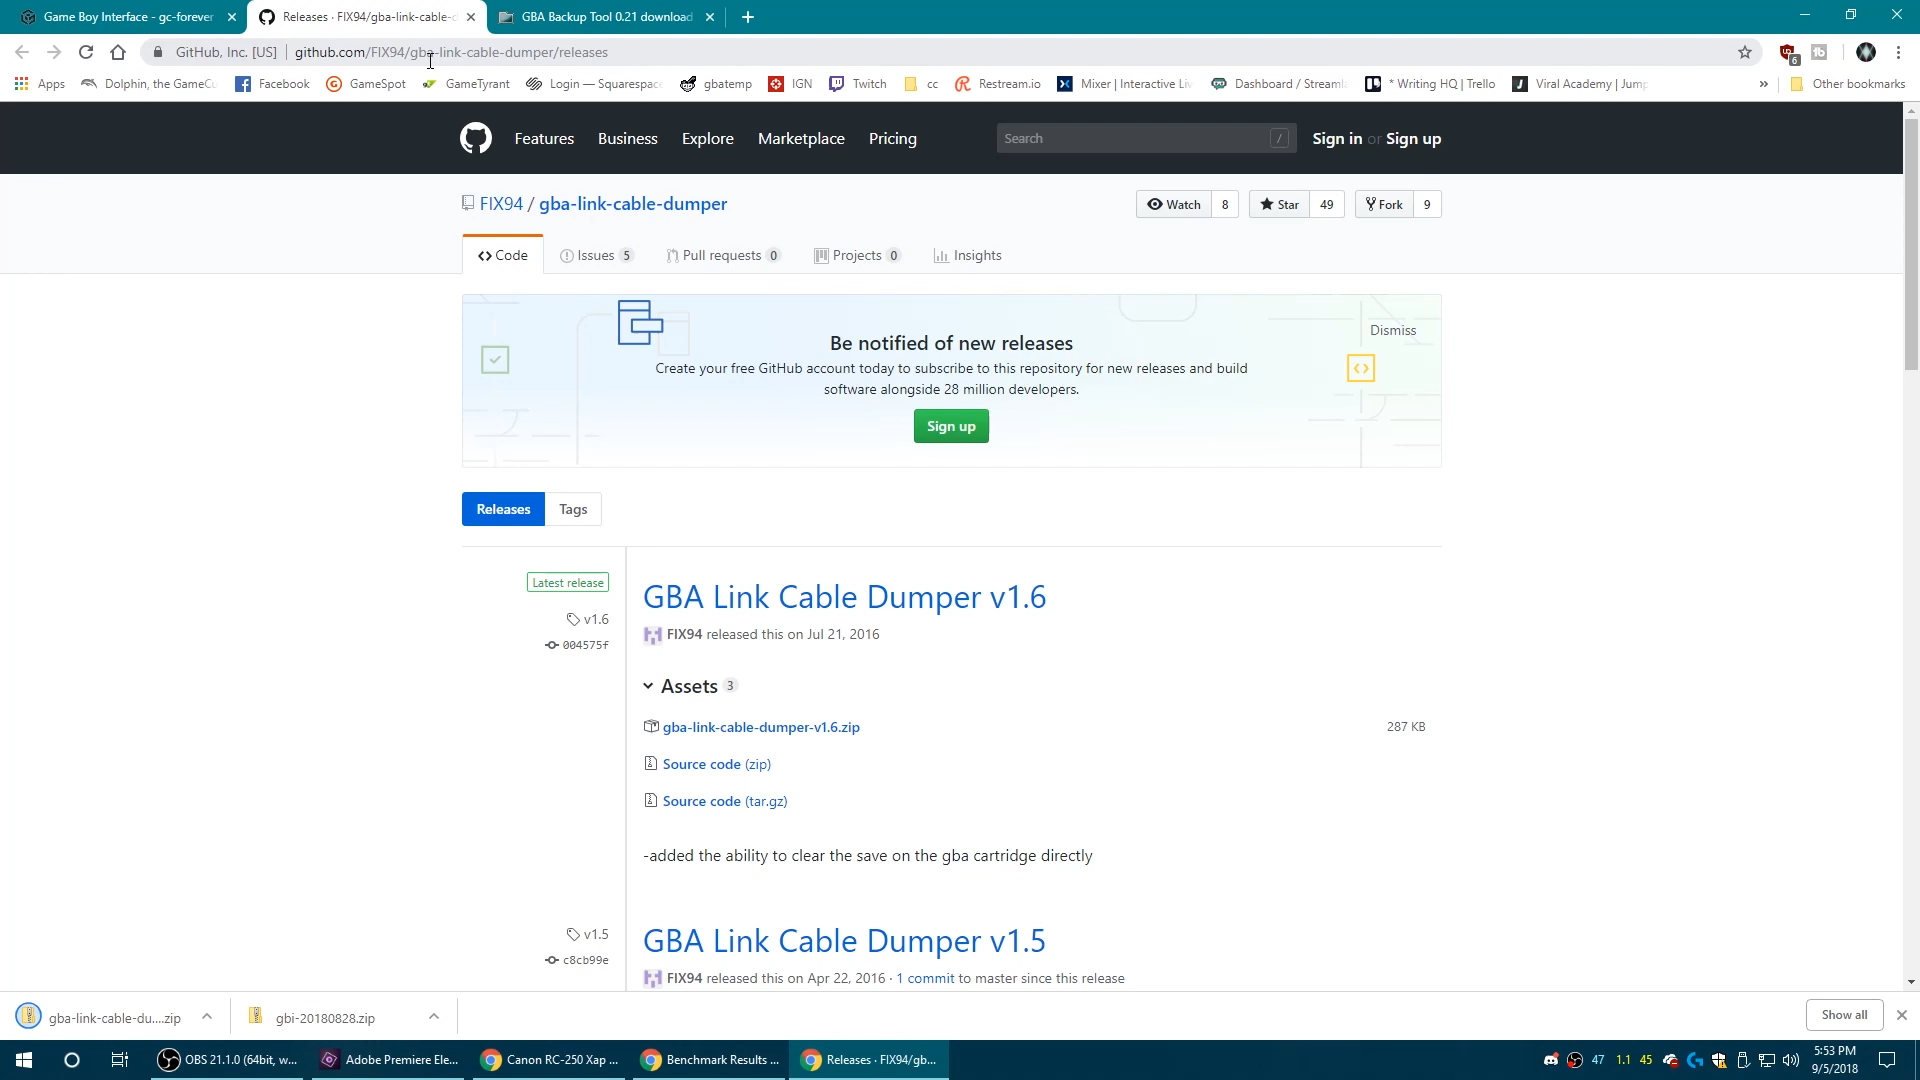 Game Boy Interface - gc-forever
Releases · FIX94/gba-link-cable-d
GBA Backup Tool 0.21 download
GitHub, Inc. [US]
github.com/FIX94/gba-link-cable-dumper/releases
6
Apps
Dolphin, the GameCu
Facebook
GameSpot
GameTyrant
Login — Squarespace
gbatemp
IGN
Twitch
cc
Restream.io
Mixer | Interactive Liv
Dashboard / Streamla
* Writing HQ | Trello
Viral Academy | Jump
»
Other bookmarks
Features
Business
Explore
Marketplace
Pricing
Search
/
Sign in or Sign up
FIX94 / gba-link-cable-dumper
Watch 8
Star 49
Fork 9
Code
Issues 5
Pull requests 0
Projects 0
Insights
Be notified of new releases
Dismiss
Create your free GitHub account today to subscribe to this repository for new releases and build
software alongside 28 million developers.
Sign up
Releases
Tags
Latest release
v1.6
004575f
GBA Link Cable Dumper v1.6
FIX94 released this on Jul 21, 2016
Assets 3
gba-link-cable-dumper-v1.6.zip
287 KB
Source code (zip)
Source code (tar.gz)
-added the ability to clear the save on the gba cartridge directly
v1.5
c8cb99e
GBA Link Cable Dumper v1.5
FIX94 released this on Apr 22, 2016 · 1 commit to master since this release
gba-link-cable-du....zip
gbi-20180828.zip
Show all
OBS 21.1.0 (64bit, w...
Adobe Premiere Ele...
Canon RC-250 Xap ...
Benchmark Results ...
Releases · FIX94/gb...
47
1.1
45
5:53 PM
9/5/2018